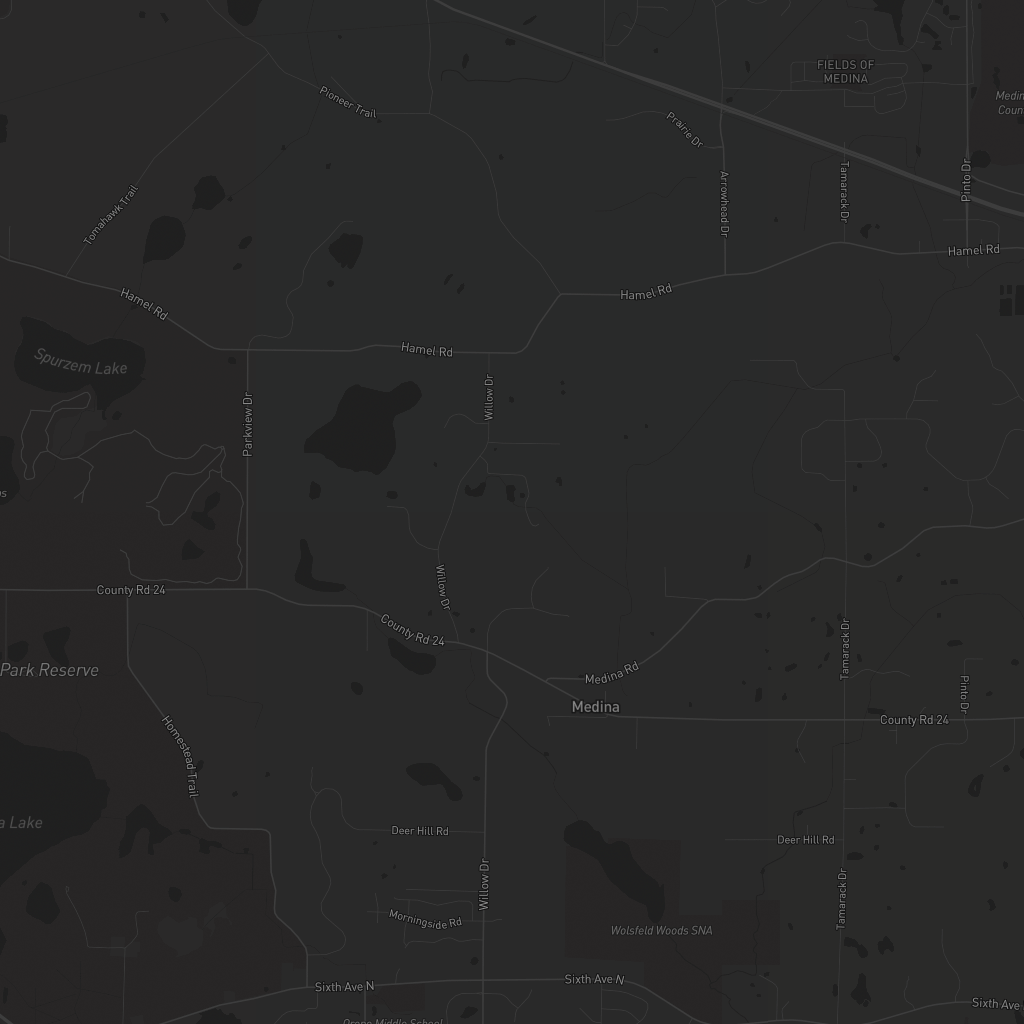 FIELDS OF
MEDINA
Medin
Coun
Pioneer Trail
Prairie Dr
Tomahawk Trail
Arrowhead Dr
Tamarack Dr
Pinto Dr
Hamel Rd
Hamel Rd
Hamel Rd
Hamel Rd
Spurzem Lake
Parkview Dr
Willow Dr
County Rd 24
Willow Dr
County Rd 24
Medina Rd
Medina
Tamarack Dr
Pinto Dr
County Rd 24
Park Reserve
Homestead Trail
a Lake
Deer Hill Rd
Deer Hill Rd
Willow Dr
Tamarack Dr
Morningside Rd
Wolsfeld Woods SNA
Sixth Ave N
Sixth Ave N
Sixth Ave
Orono Middle School